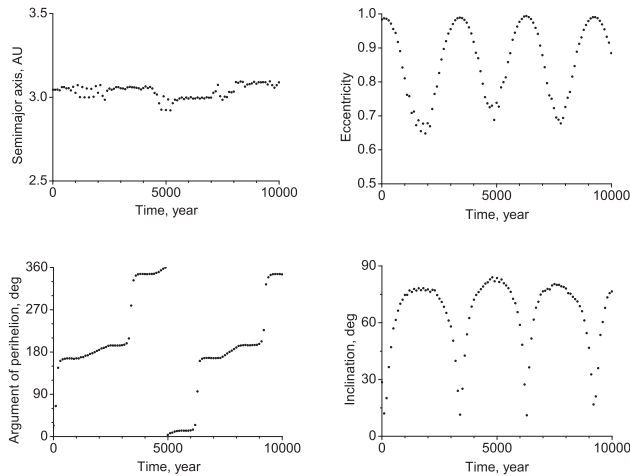 Semimajor axis, AU
3.5
3.0
2.5
0 5000 10000
Time, year
Eccentricity
1.0
0.9
0.8
0.7
0.6
0.5
0 5000 10000
Time, year
Argument of perihelion, deg
360
270
180
90
0
0 5000 10000
Time, year
Inclination, deg
90
60
30
0
0 5000 10000
Time, year